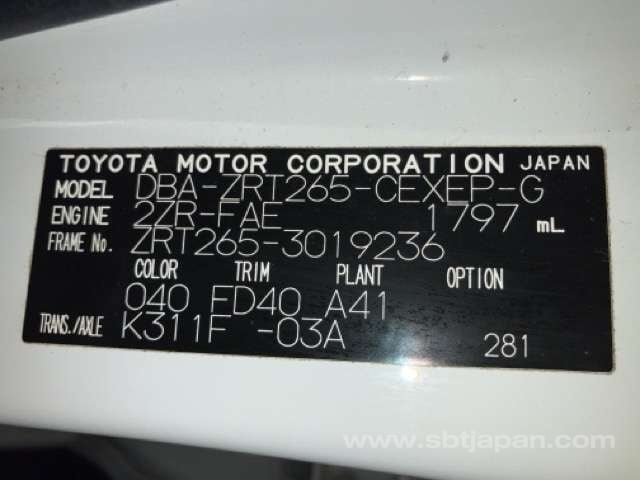 TOYOTA MOTOR CORPORATION JAPAN
MODEL DBA-ZRT265-CEXEP-G
ENGINE 2ZR-FAE 1797 mL
FRAME No. ZRT265-3019236
COLOR TRIM PLANT OPTION
040 FD40 A41
TRANS./AXLE K311F -03A
281
www.sbtjapan.com